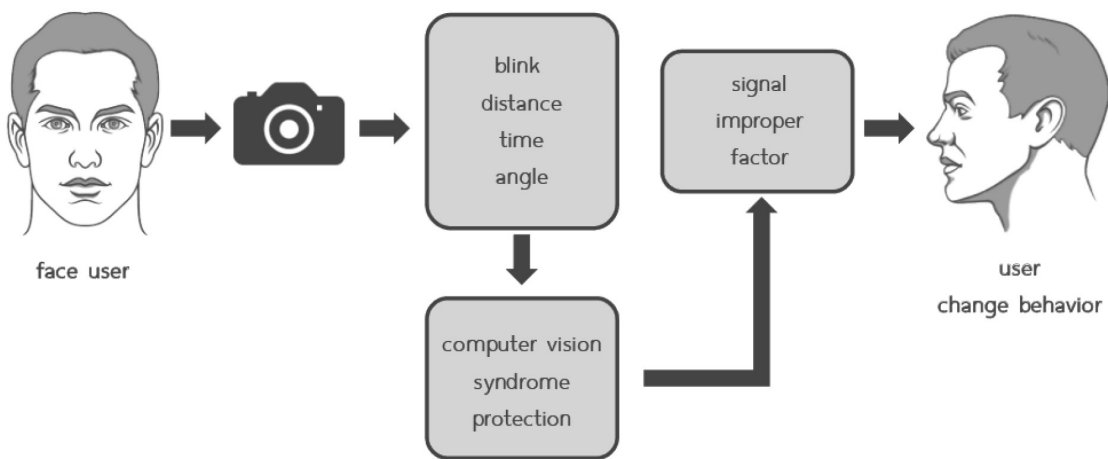 face user
blink
distance
time
angle
computer vision
syndrome
protection
signal
improper
factor
user
change behavior